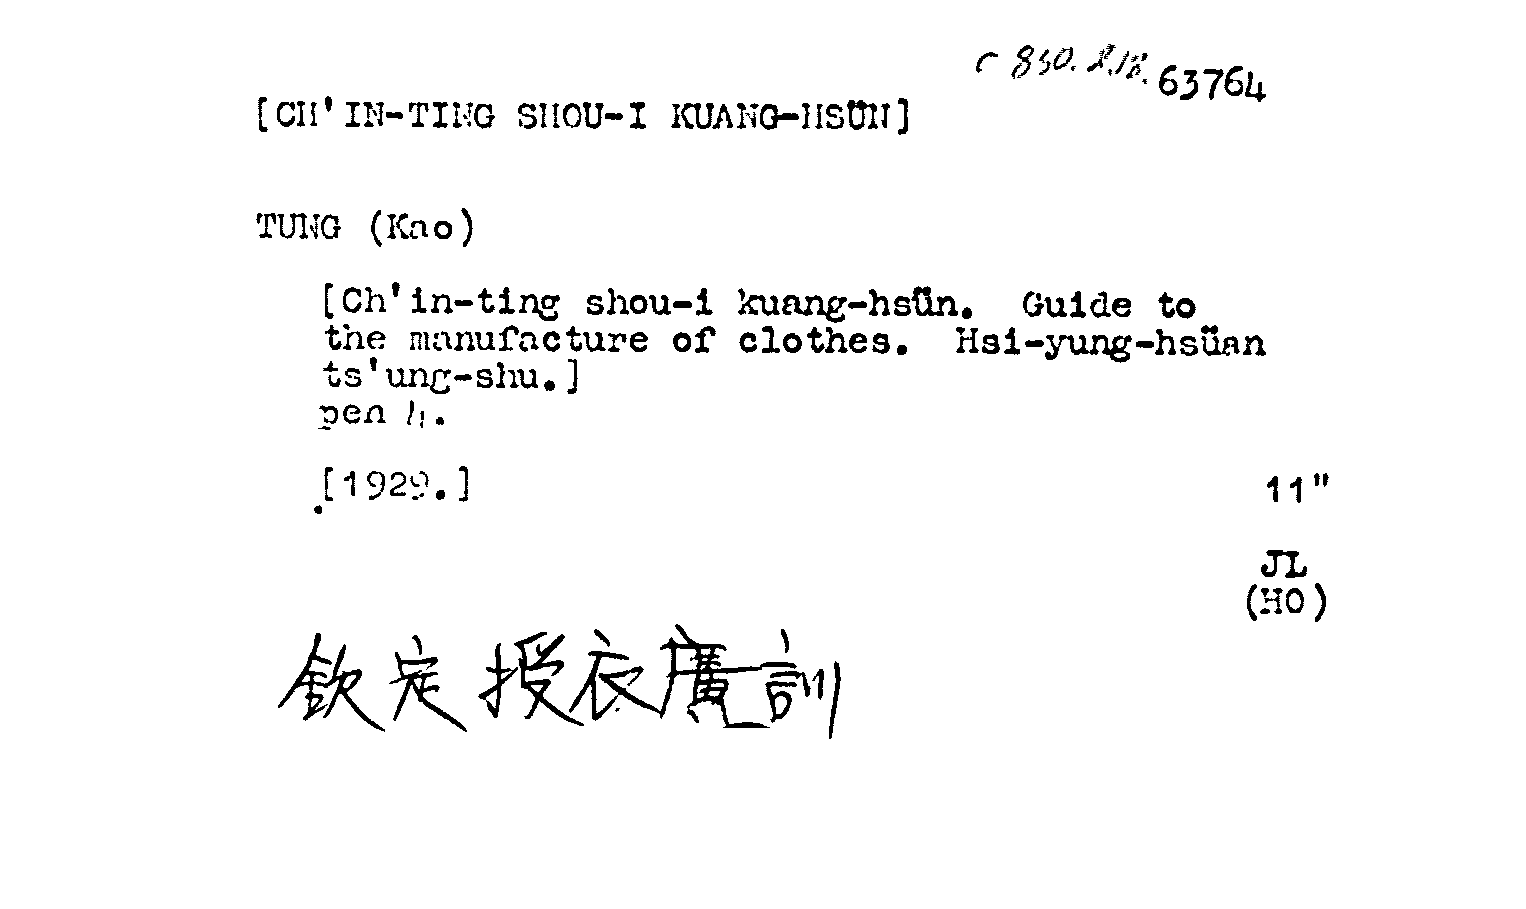 c 830. 63764
[CH'IN-TING SHOU-I KUANG-HSÜN]
TUNG (Kao)
[Ch'in-ting shou-i kuang-hsün. Guide to
the manufacture of clothes. Hsi-yung-hsüan
ts'ung-shu.]
pen 4.
[1929.] 11"
JL
(HO)
欽定授衣廣訓